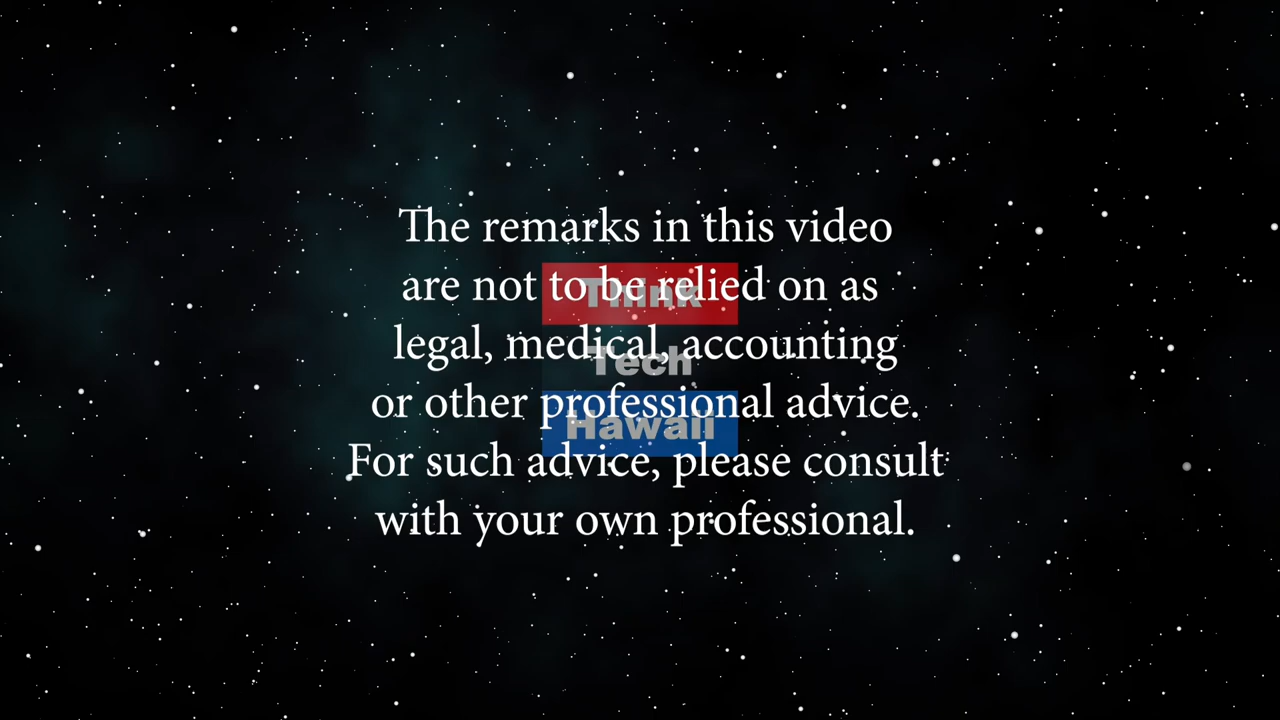 The remarks in this video
are not to be relied on as
legal, medical, accounting
or other professional advice.
For such advice, please consult
with your own professional.
Think
Tech
Hawaii